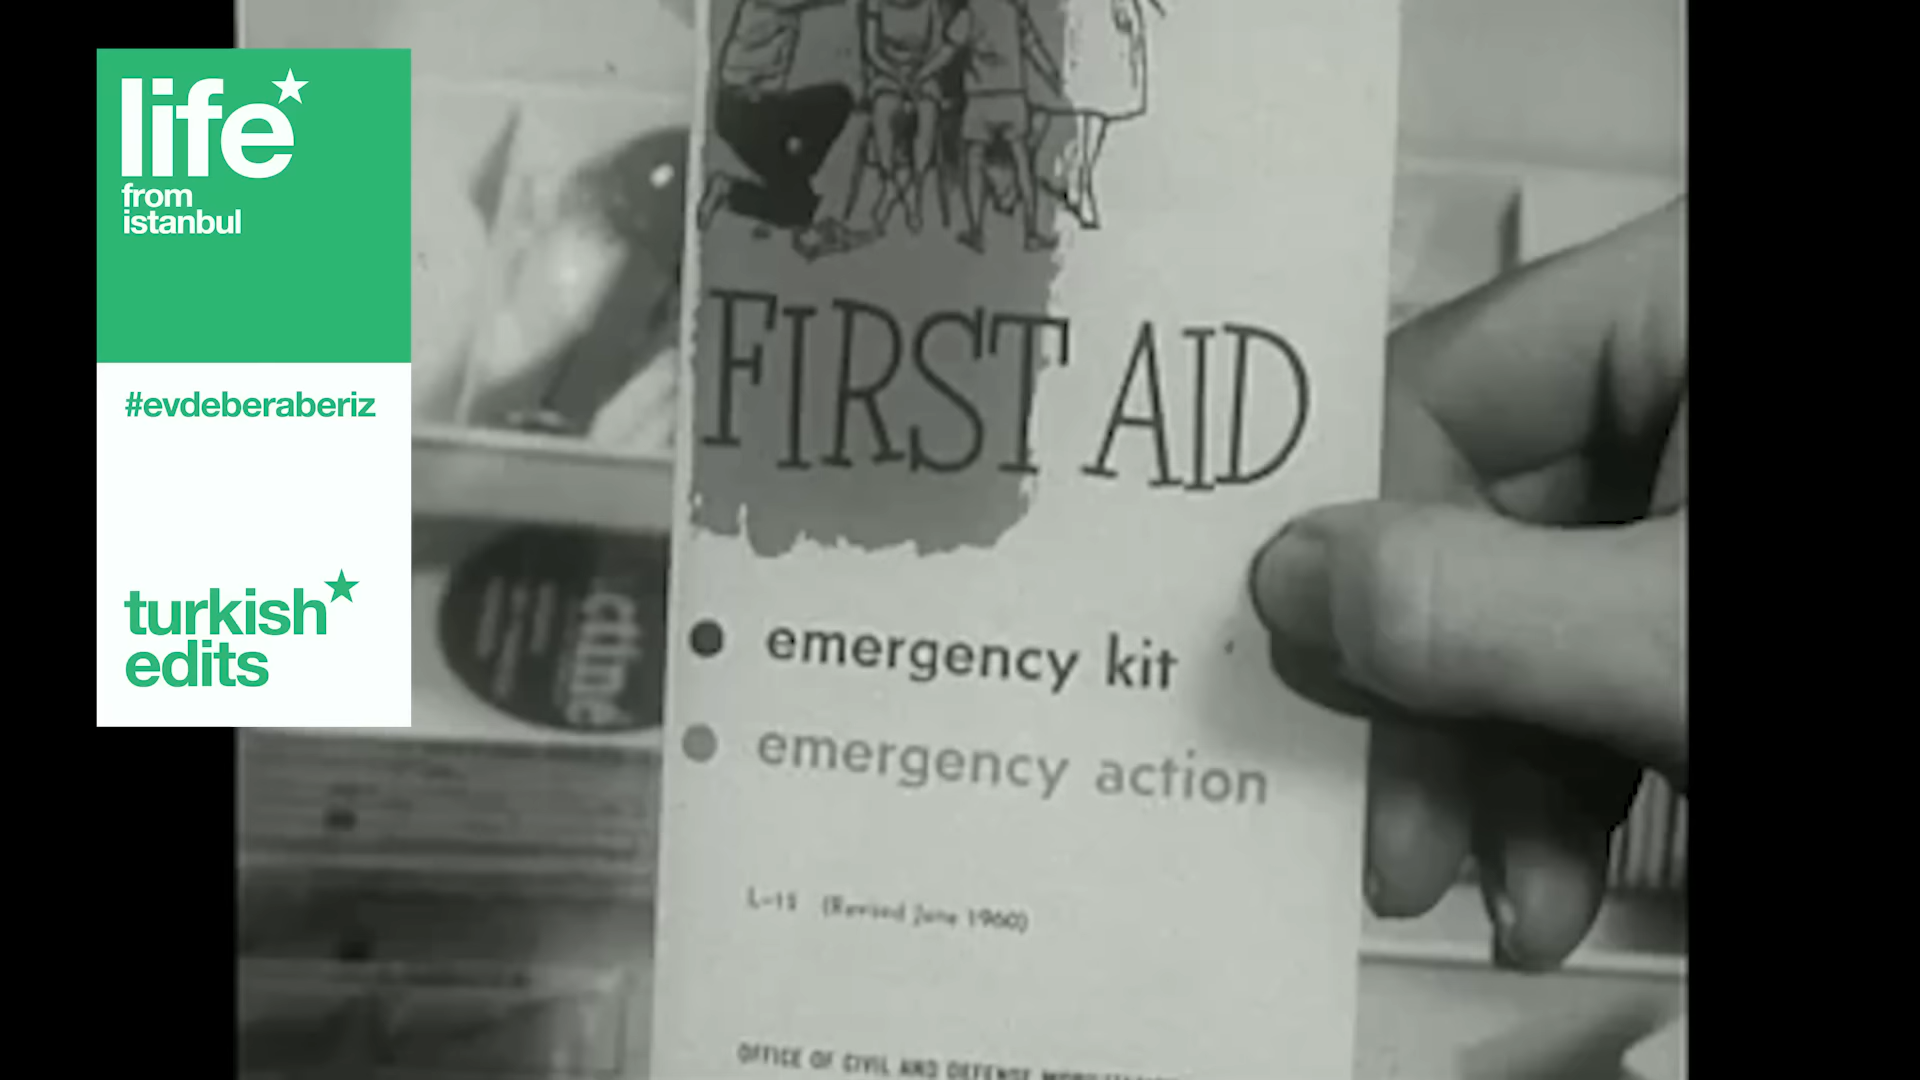 life
from
istanbul
#evdeberaberiz
turkish
edits
FIRST AID
emergency kit
emergency action
L-15 (Revised June 1960)
OFFICE OF CIVIL AND DEFENSE